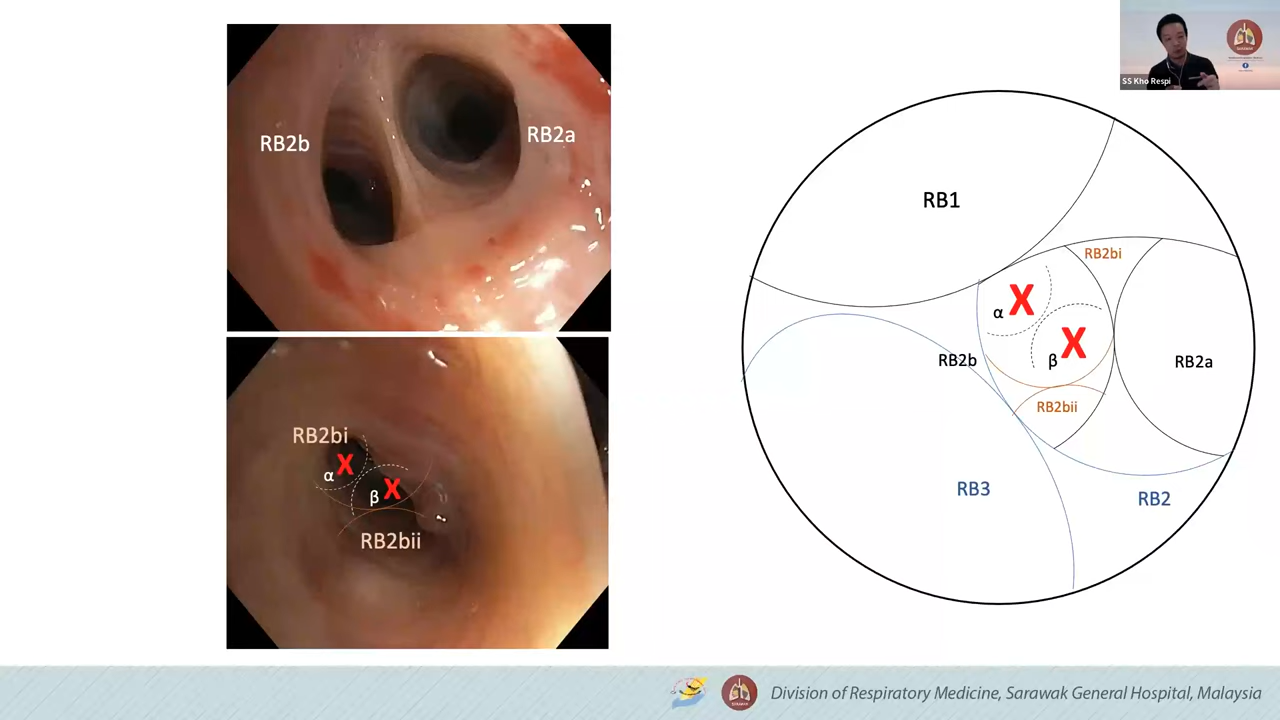 RB2b
RB2a
RB2bi
X
α
X
β
RB2bii
RB1
RB2bi
X
α
X
β
RB2b
RB2a
RB2bii
RB3
RB2
SS Kho Respi
Division of Respiratory Medicine, Sarawak General Hospital, Malaysia